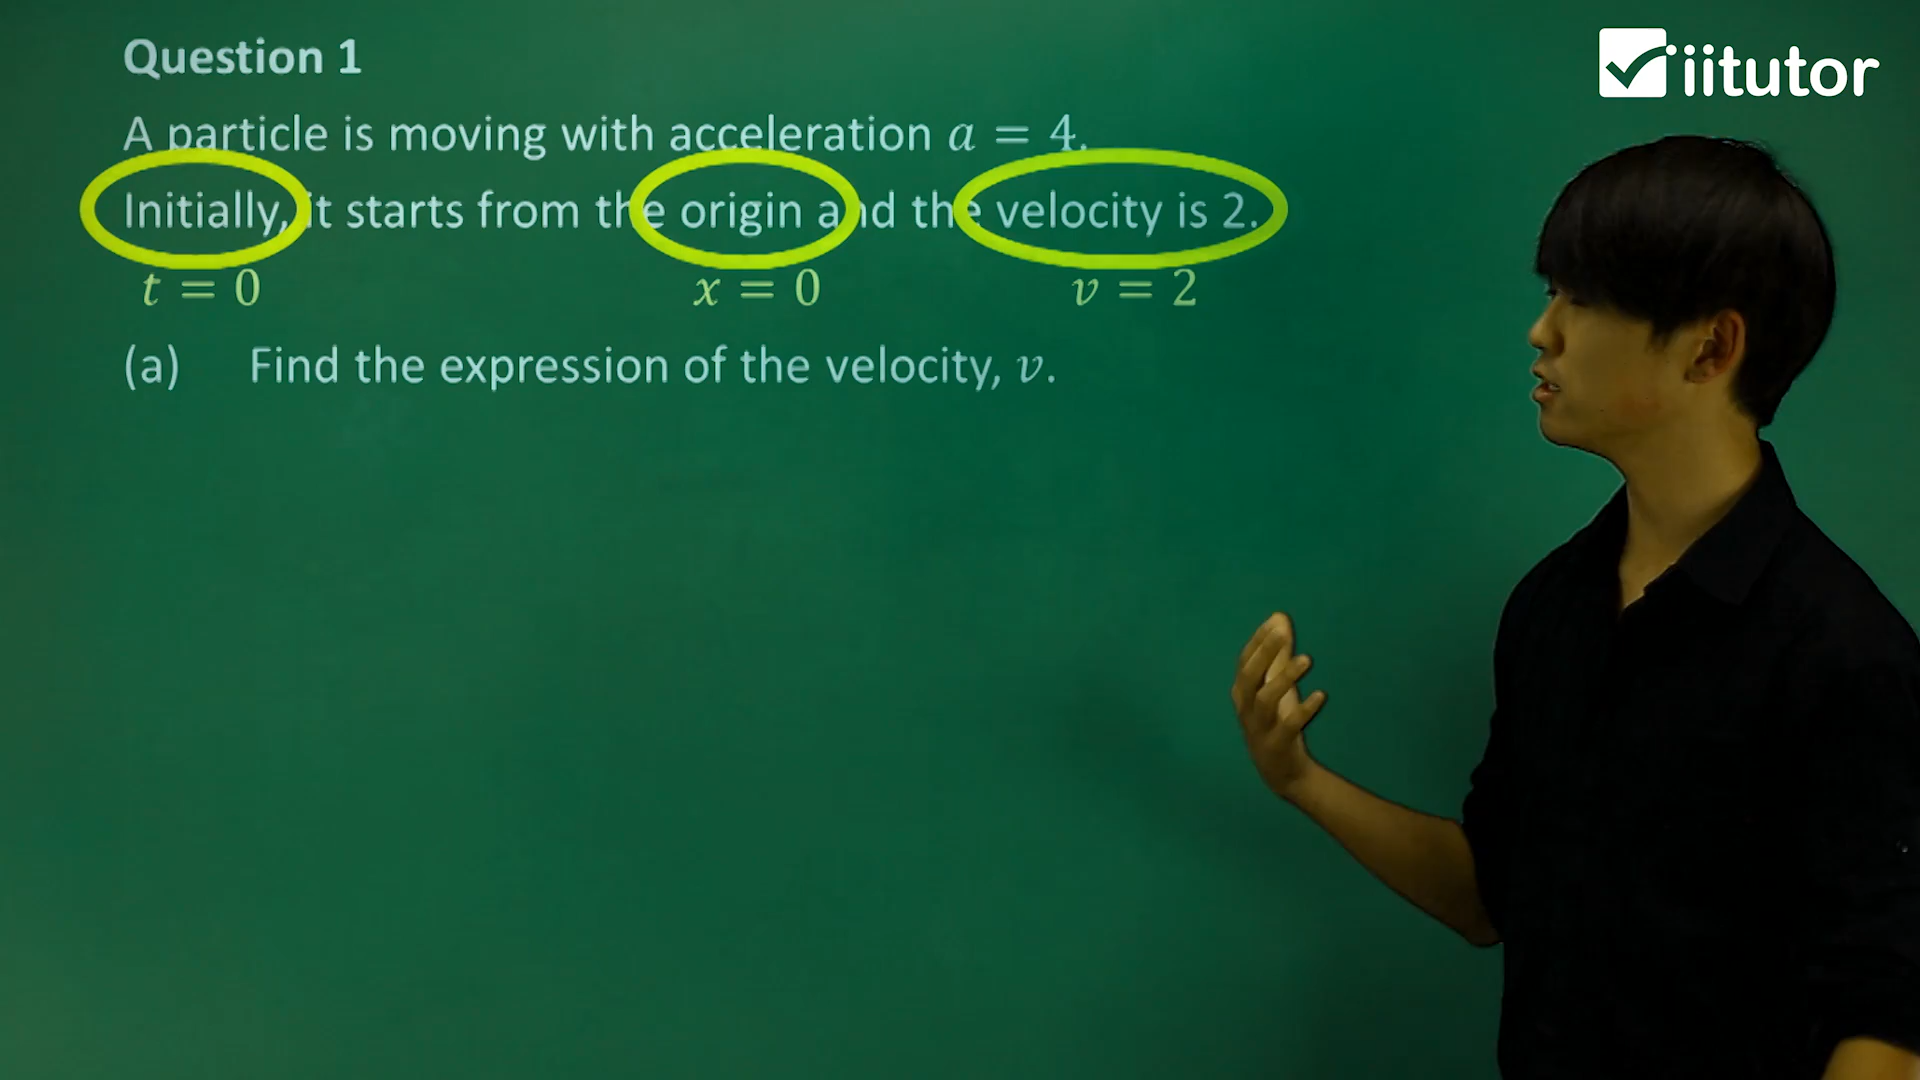 Question 1
iitutor
A particle is moving with acceleration a = 4.
Initially, it starts from the origin and the velocity is 2.
t = 0 x = 0 v = 2
(a) Find the expression of the velocity, v.